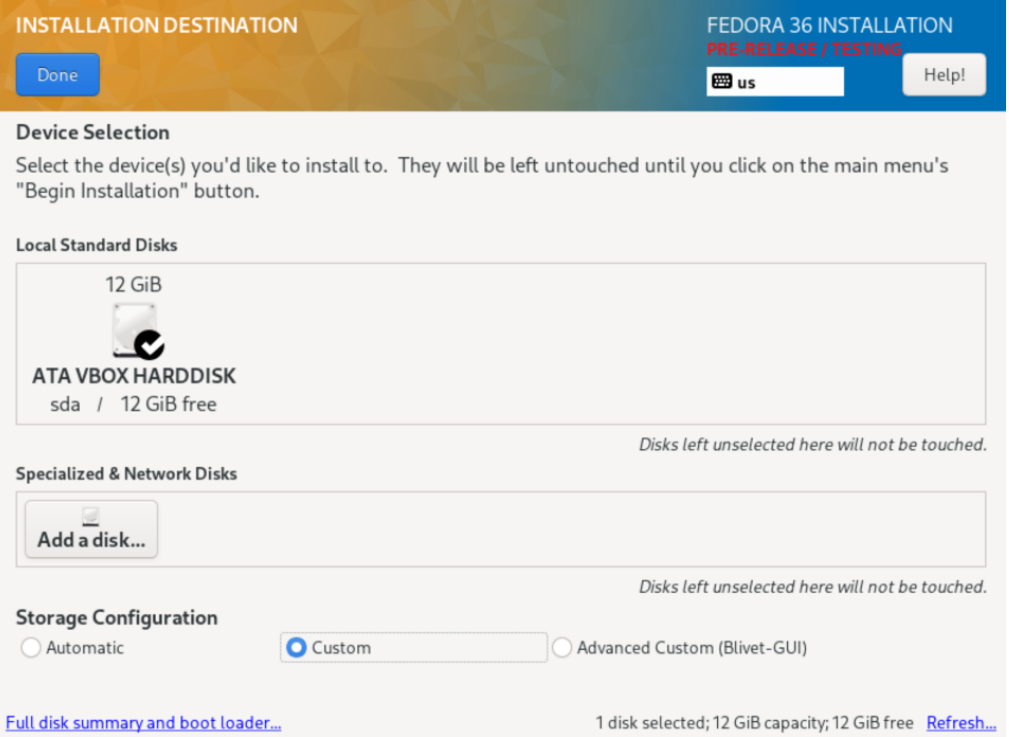 INSTALLATION DESTINATION
FEDORA 36 INSTALLATION
PRE-RELEASE / TESTING
Done
us
Help!
Device Selection
Select the device(s) you'd like to install to. They will be left untouched until you click on the main menu's
"Begin Installation" button.
Local Standard Disks
12 GiB
ATA VBOX HARDDISK
sda / 12 GiB free
Disks left unselected here will not be touched.
Specialized & Network Disks
Add a disk...
Disks left unselected here will not be touched.
Storage Configuration
Automatic
Custom
Advanced Custom (Blivet-GUI)
Full disk summary and boot loader...
1 disk selected; 12 GiB capacity; 12 GiB free
Refresh...